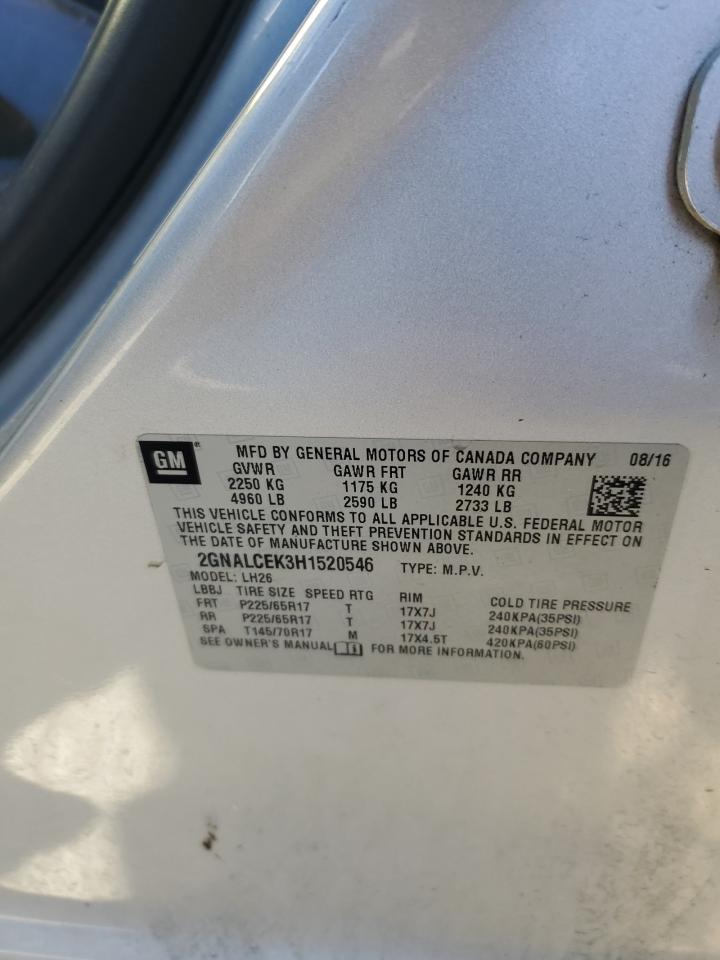 GM® MFD BY GENERAL MOTORS OF CANADA COMPANY 08/16
GVWR GAWR FRT GAWR RR
2250 KG 1175 KG 1240 KG
4960 LB 2590 LB 2733 LB
THIS VEHICLE CONFORMS TO ALL APPLICABLE U.S. FEDERAL MOTOR
VEHICLE SAFETY AND THEFT PREVENTION STANDARDS IN EFFECT ON
THE DATE OF MANUFACTURE SHOWN ABOVE.
2GNALCEK3H1520546 TYPE: M.P.V.
MODEL: LH26
LBBJ TIRE SIZE SPEED RTG RIM COLD TIRE PRESSURE
FRT P225/65R17 T 17X7J 240KPA(35PSI)
RR P225/65R17 T 17X7J 240KPA(35PSI)
SPA T145/70R17 M 17X4.5T 420KPA(60PSI)
SEE OWNER'S MANUAL FOR MORE INFORMATION.